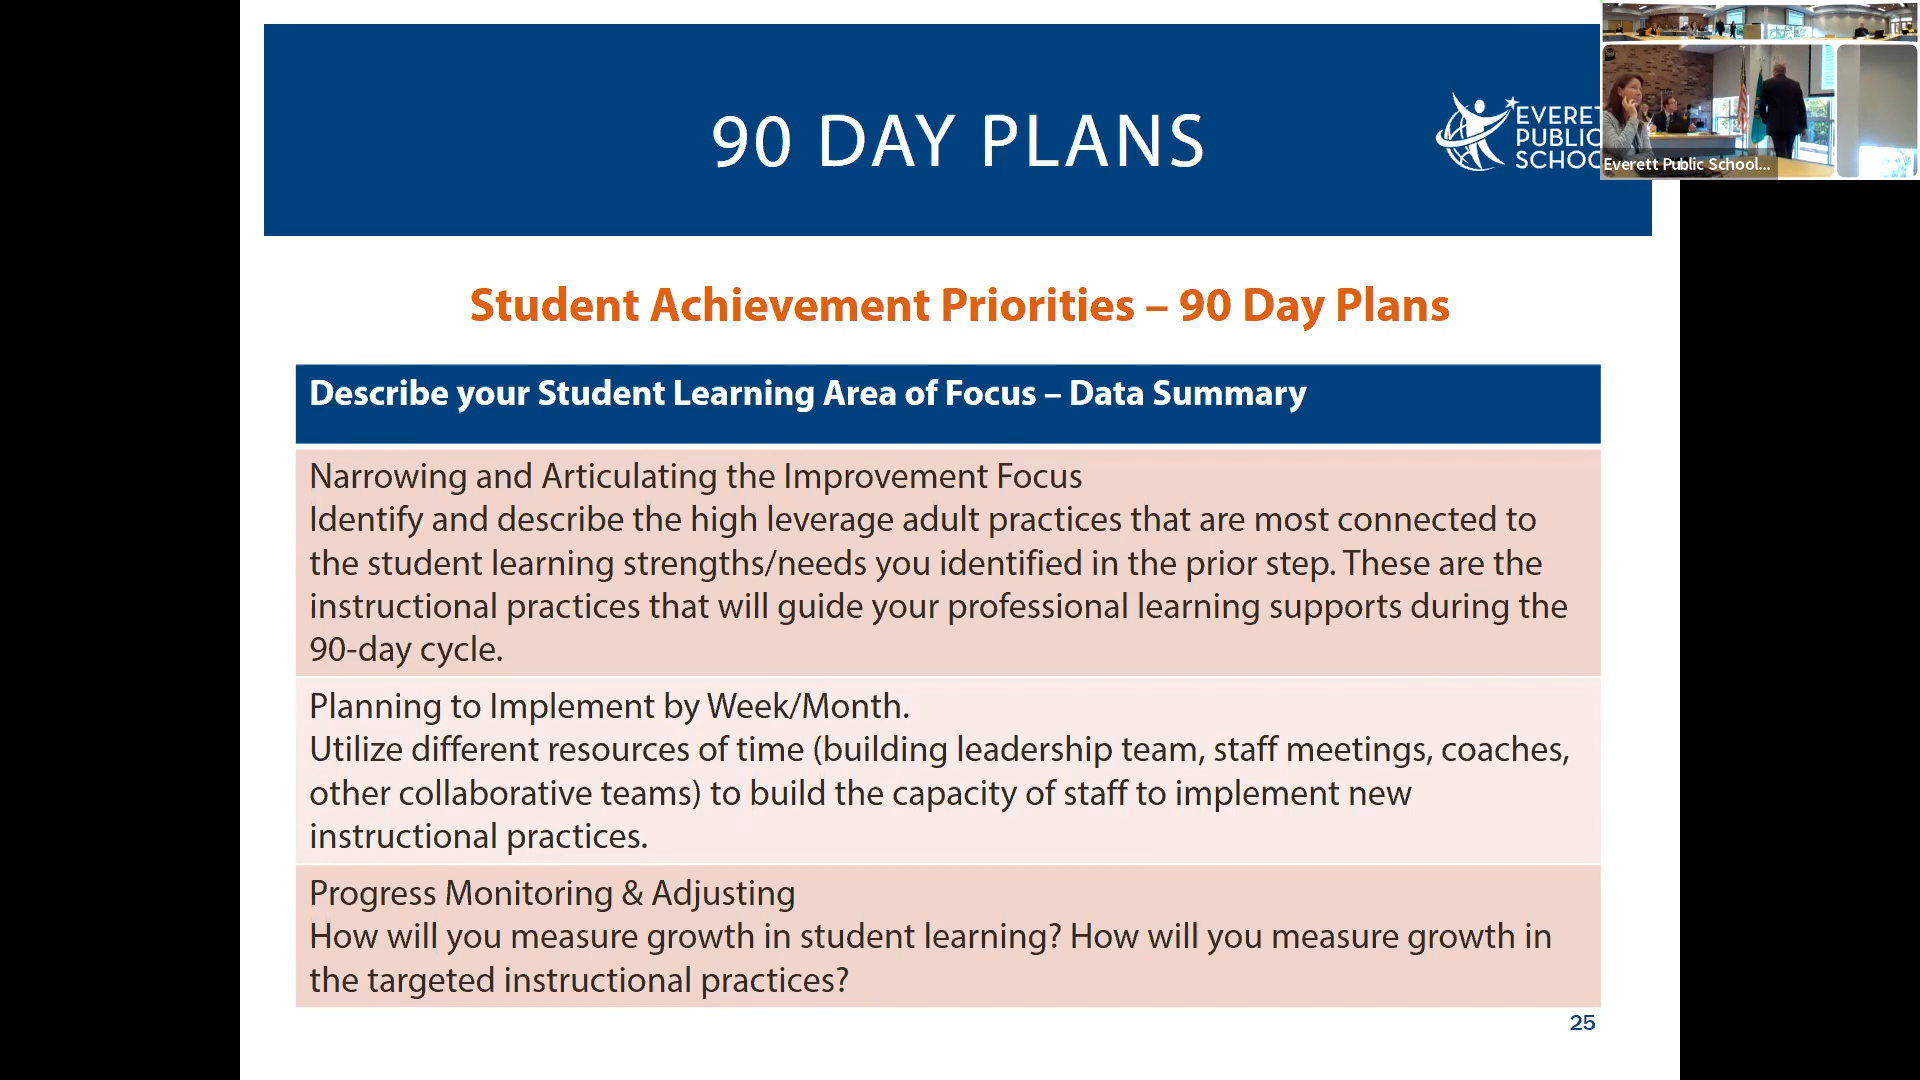 90 DAY PLANS
EVERET
PUBLIC
SCHOO
Everett Public School...
Student Achievement Priorities – 90 Day Plans
Describe your Student Learning Area of Focus – Data Summary
Narrowing and Articulating the Improvement Focus
Identify and describe the high leverage adult practices that are most connected to
the student learning strengths/needs you identified in the prior step. These are the
instructional practices that will guide your professional learning supports during the
90-day cycle.
Planning to Implement by Week/Month.
Utilize different resources of time (building leadership team, staff meetings, coaches,
other collaborative teams) to build the capacity of staff to implement new
instructional practices.
Progress Monitoring & Adjusting
How will you measure growth in student learning? How will you measure growth in
the targeted instructional practices?
25